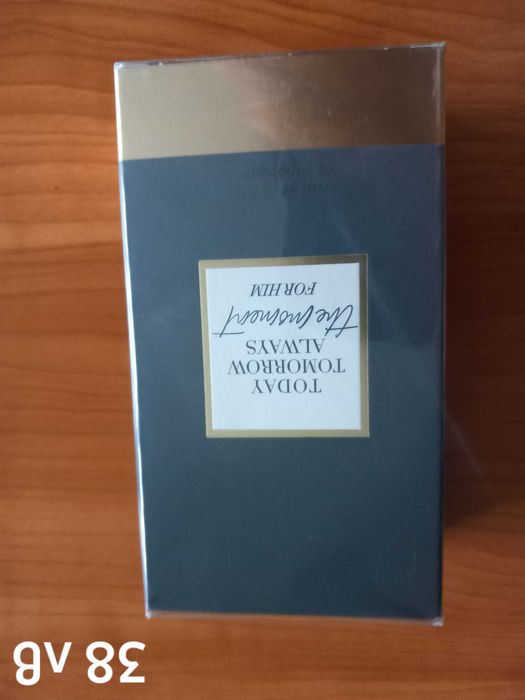 38 лв
TODAY
TOMORROW
ALWAYS
the moment
FOR HIM